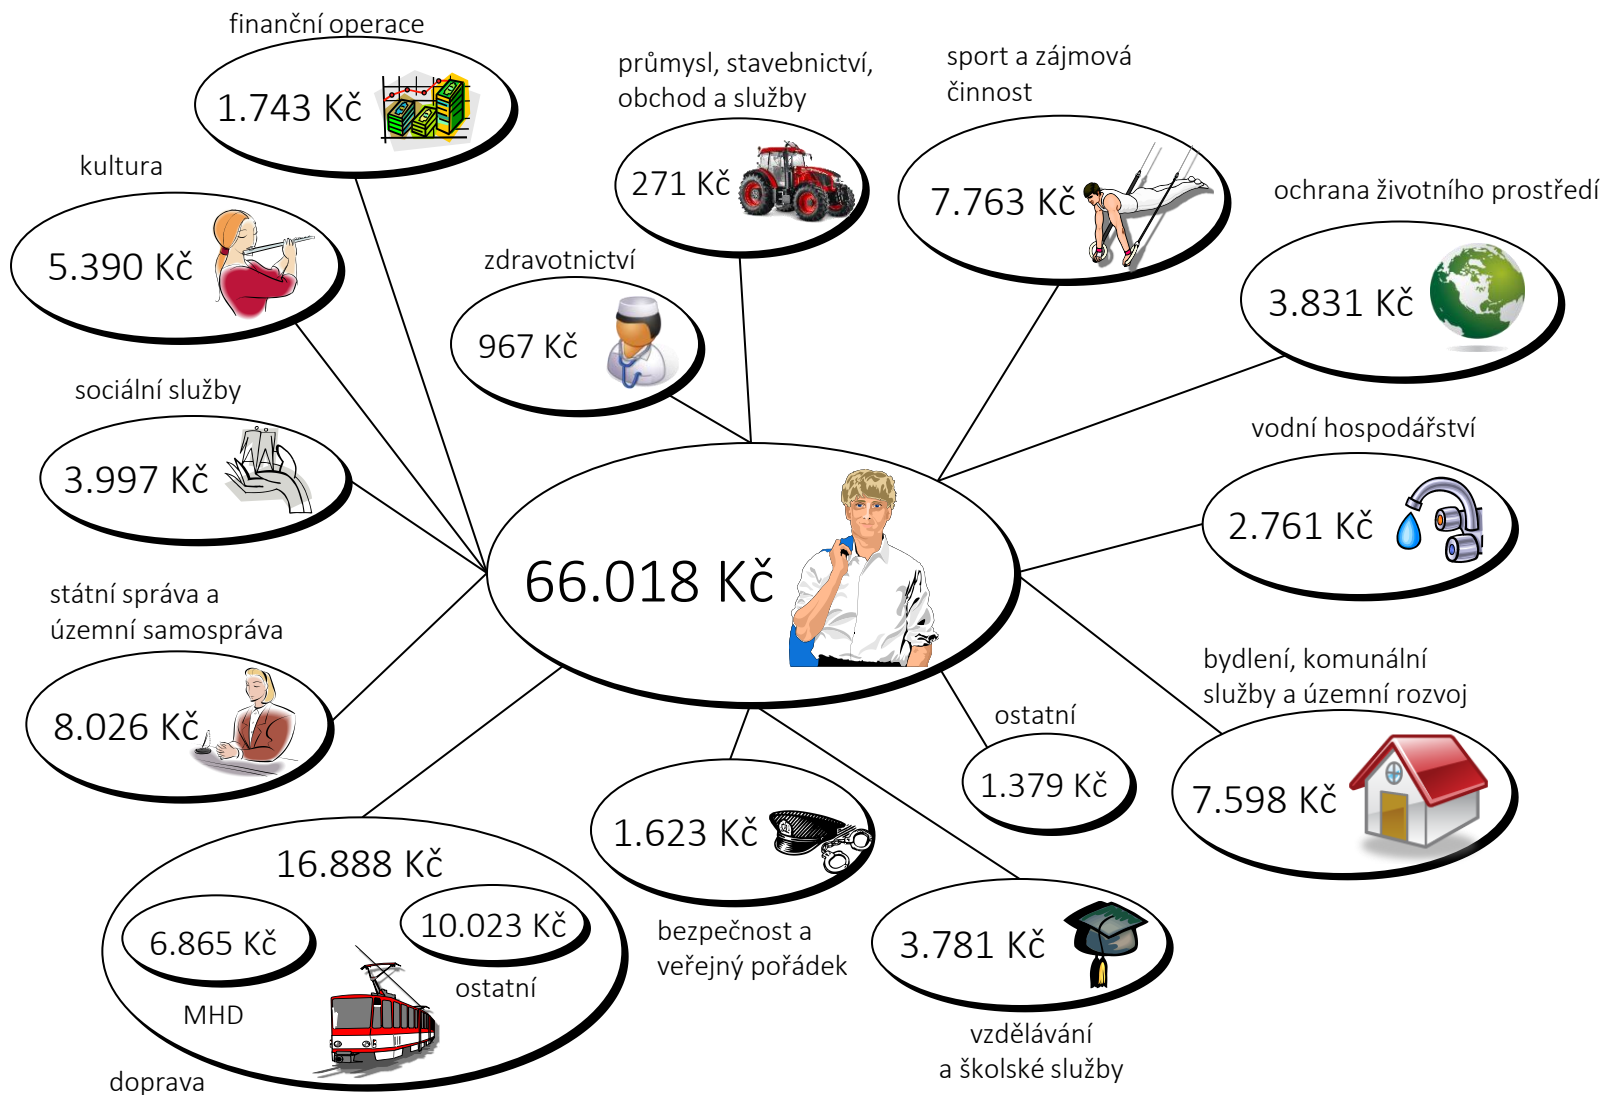 finanční operace
1.743 Kč
průmysl, stavebnictví,
obchod a služby
271 Kč
sport a zájmová
činnost
7.763 Kč
kultura
5.390 Kč
zdravotnictví
967 Kč
ochrana životního prostředí
3.831 Kč
sociální služby
3.997 Kč
vodní hospodářství
2.761 Kč
66.018 Kč
státní správa a
územní samospráva
8.026 Kč
bydlení, komunální
služby a územní rozvoj
7.598 Kč
ostatní
1.379 Kč
16.888 Kč
6.865 Kč
MHD
10.023 Kč
ostatní
doprava
1.623 Kč
bezpečnost a
veřejný pořádek
3.781 Kč
vzdělávání
a školské služby